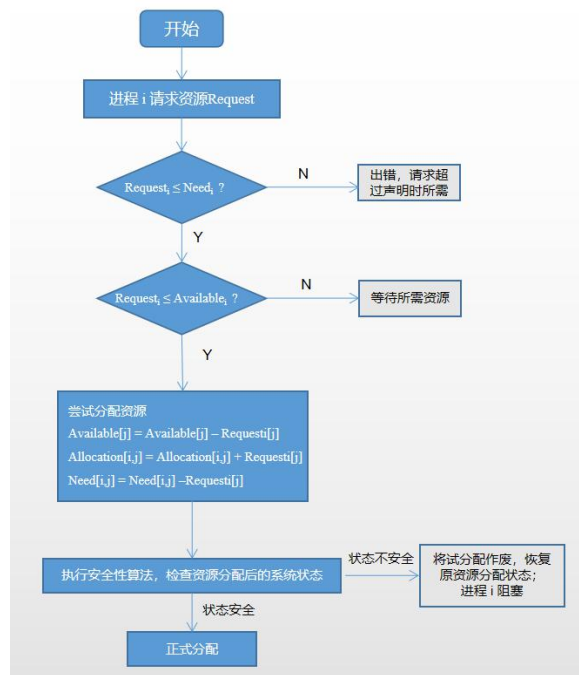 开始
进程 i 请求资源Request
Requestᵢ ≤ Needᵢ ?
N
出错，请求超
过声明时所需
Y
Requestᵢ ≤ Availableᵢ ?
N
等待所需资源
Y
尝试分配资源
Available[j] = Available[j] – Requesti[j]
Allocation[i,j] = Allocation[i,j] + Requesti[j]
Need[i,j] = Need[i,j] –Requesti[j]
执行安全性算法，检查资源分配后的系统状态
状态不安全
将试分配作废，恢复
原资源分配状态；
进程 i 阻塞
状态安全
正式分配